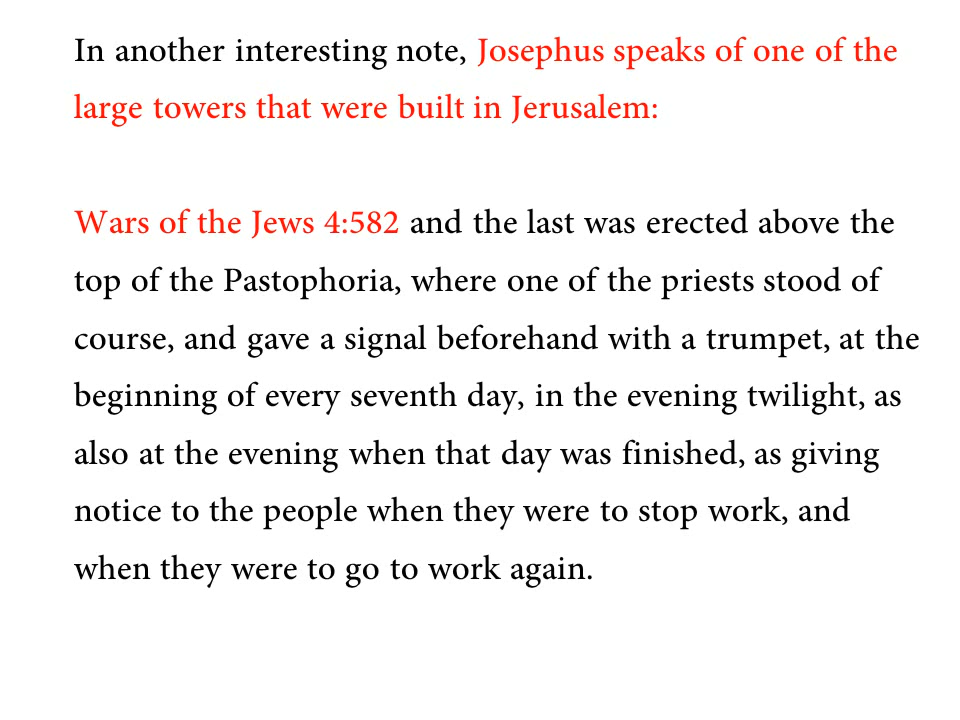 In another interesting note, Josephus speaks of one of the
large towers that were built in Jerusalem:
Wars of the Jews 4:582 and the last was erected above the
top of the Pastophoria, where one of the priests stood of
course, and gave a signal beforehand with a trumpet, at the
beginning of every seventh day, in the evening twilight, as
also at the evening when that day was finished, as giving
notice to the people when they were to stop work, and
when they were to go to work again.